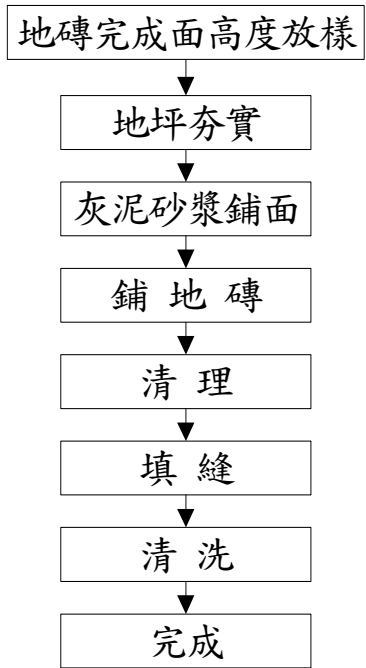 地磚完成面高度放樣
地坪夯實
灰泥砂漿鋪面
鋪 地 磚
清 理
填 縫
清 洗
完成